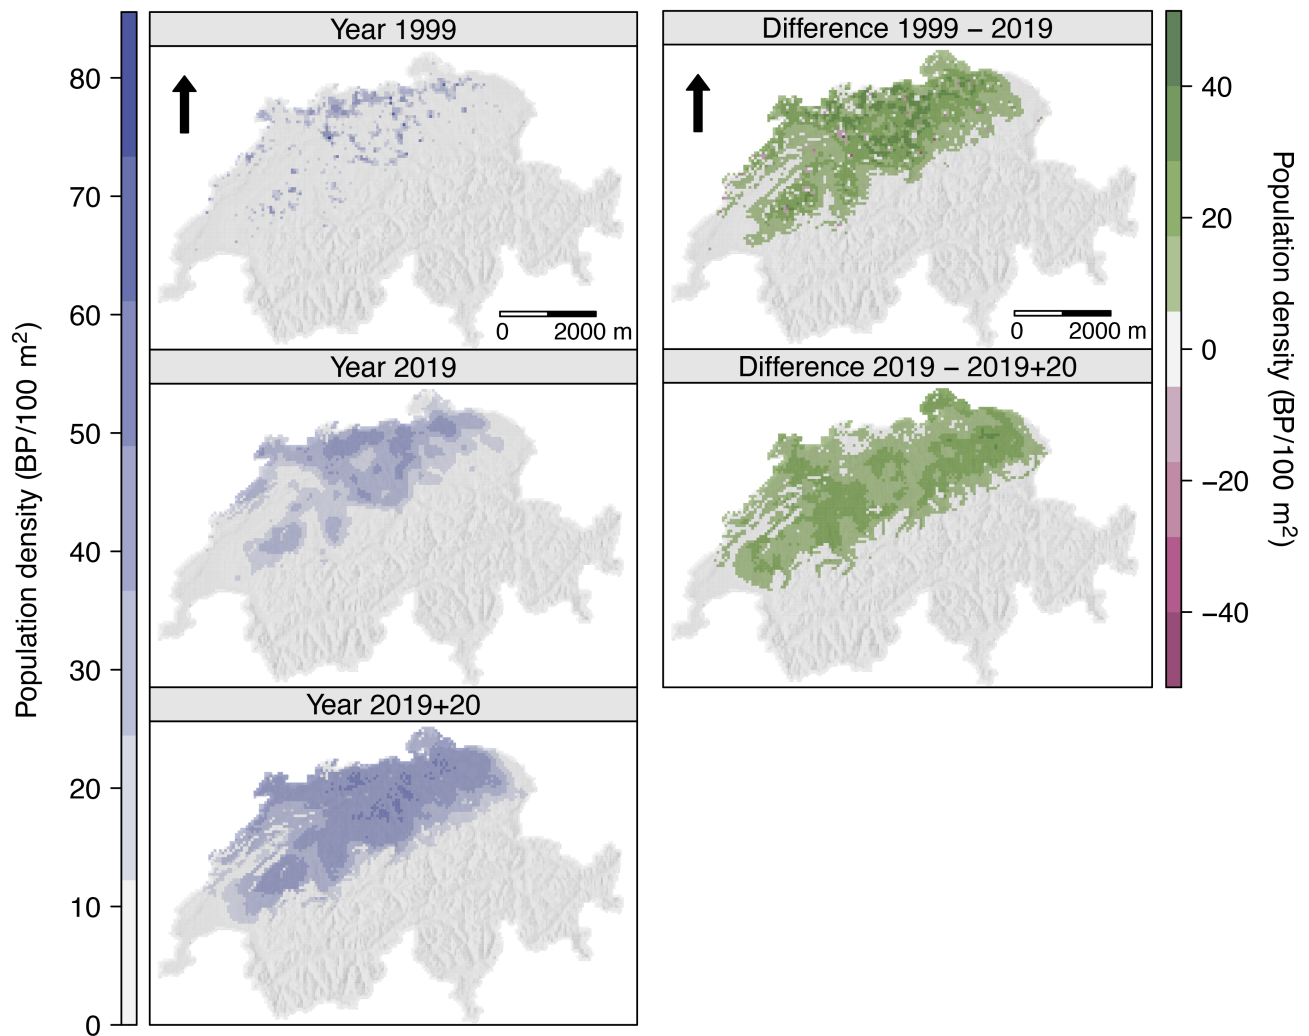 Population density (BP/100 m²)
80
70
60
50
40
30
20
10
0
Year 1999
0 2000 m
Year 2019
Year 2019+20
Difference 1999 − 2019
0 2000 m
Difference 2019 − 2019+20
40
20
0
−20
−40
Population density (BP/100 m²)